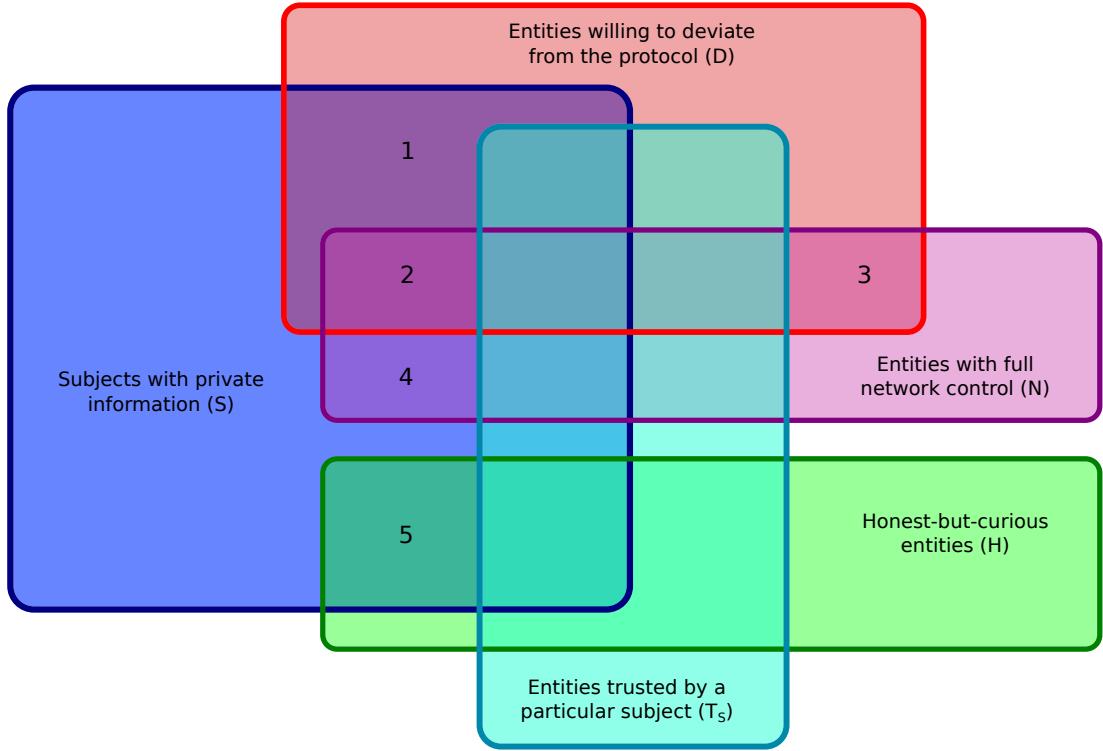 Entities willing to deviate
from the protocol (D)
1
2
3
Subjects with private
information (S)
4
Entities with full
network control (N)
5
Honest-but-curious
entities (H)
Entities trusted by a
particular subject (Tₛ)